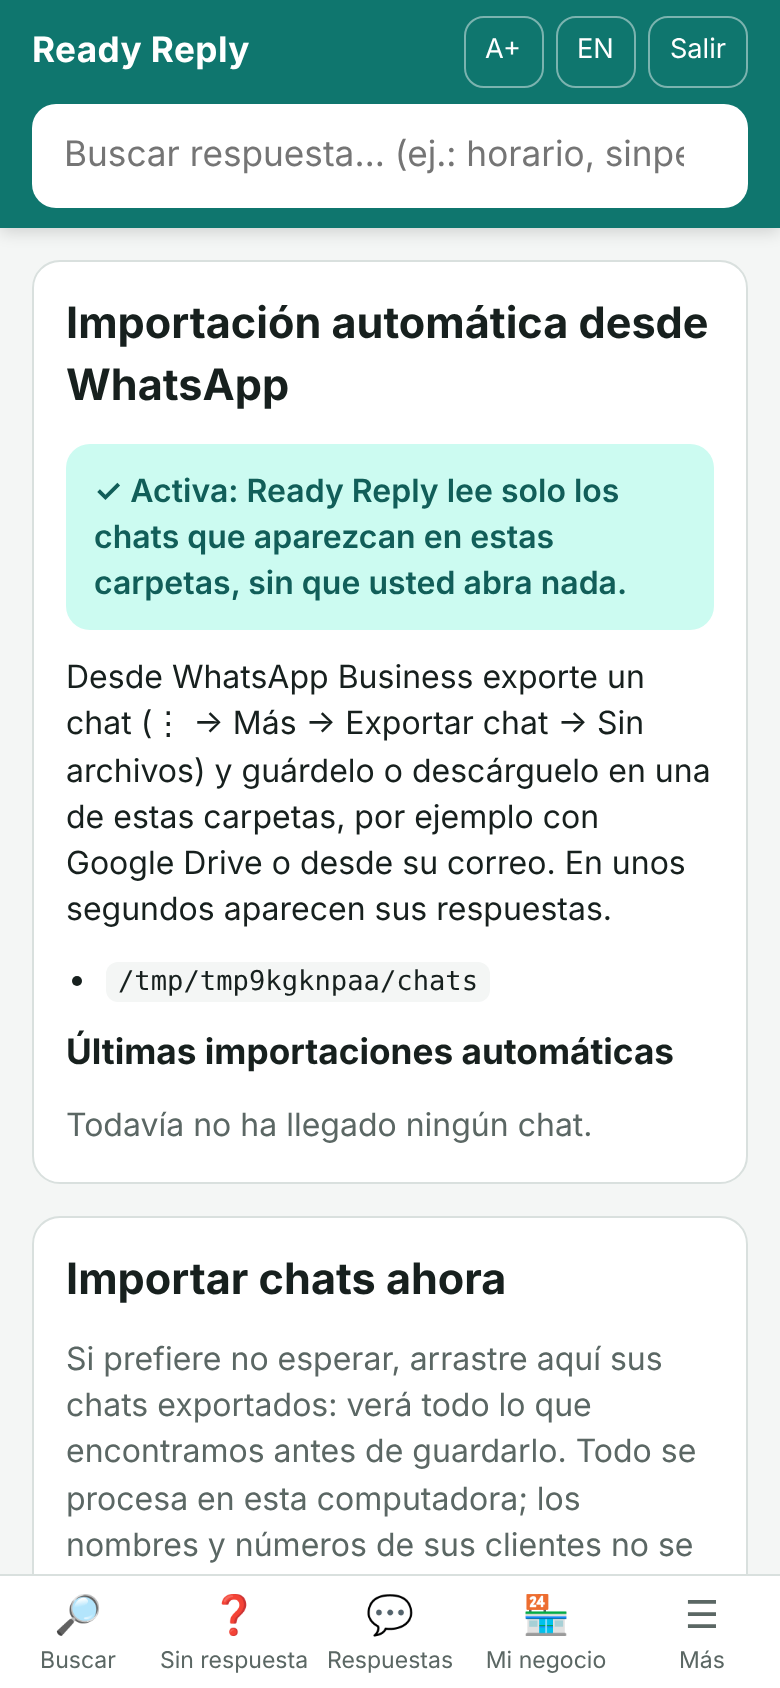 Ready Reply
A+
EN
Salir
Buscar respuesta... (ej.: horario, sinpe
Importación automática desde
WhatsApp
✓ Activa: Ready Reply lee solo los
chats que aparezcan en estas
carpetas, sin que usted abra nada.
Desde WhatsApp Business exporte un
chat (⋮ → Más → Exportar chat → Sin
archivos) y guárdelo o descárguelo en una
de estas carpetas, por ejemplo con
Google Drive o desde su correo. En unos
segundos aparecen sus respuestas.
• /tmp/tmp9kgknpaa/chats
Últimas importaciones automáticas
Todavía no ha llegado ningún chat.
Importar chats ahora
Si prefiere no esperar, arrastre aquí sus
chats exportados: verá todo lo que
encontramos antes de guardarlo. Todo se
procesa en esta computadora; los
nombres y números de sus clientes no se
Buscar
Sin respuesta
Respuestas
24
Mi negocio
Más